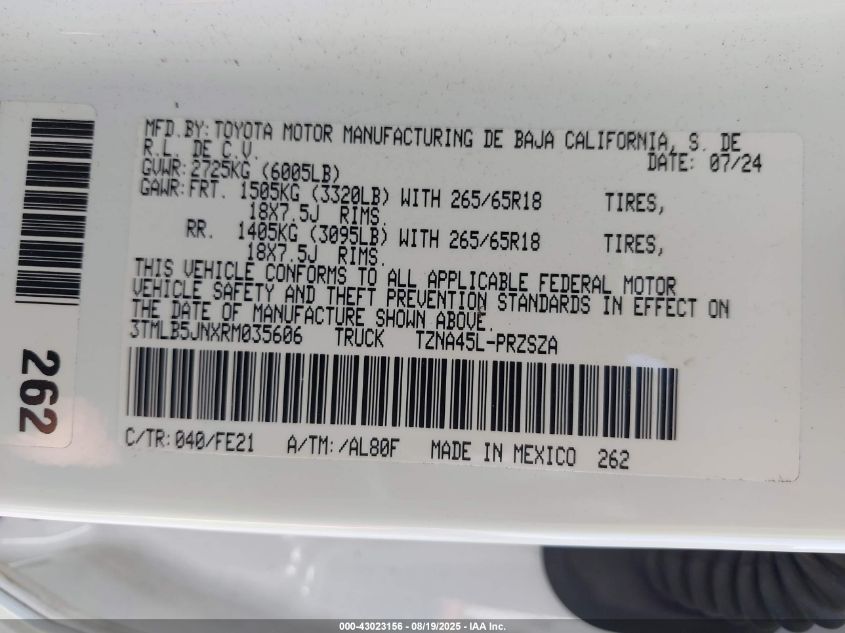 MFD.BY: TOYOTA MOTOR MANUFACTURING DE BAJA CALIFORNIA, S. DE
R.L. DE C.V.
DATE: 07/24
GVWR: 2725KG (6005LB)
GAWR: FRT. 1505KG (3320LB) WITH 265/65R18 TIRES,
18X7.5J RIMS.
RR. 1405KG (3095LB) WITH 265/65R18 TIRES,
18X7.5J RIMS.
THIS VEHICLE CONFORMS TO ALL APPLICABLE FEDERAL MOTOR
VEHICLE SAFETY AND THEFT PREVENTION STANDARDS IN EFFECT ON
THE DATE OF MANUFACTURE SHOWN ABOVE.
3TMLB5JNXRM035606 TRUCK TZNA45L-PRZSZA
C/TR: 040/FE21 A/TM: /AL80F MADE IN MEXICO 262
262
000-43023156 - 08/19/2025 - IAA Inc.